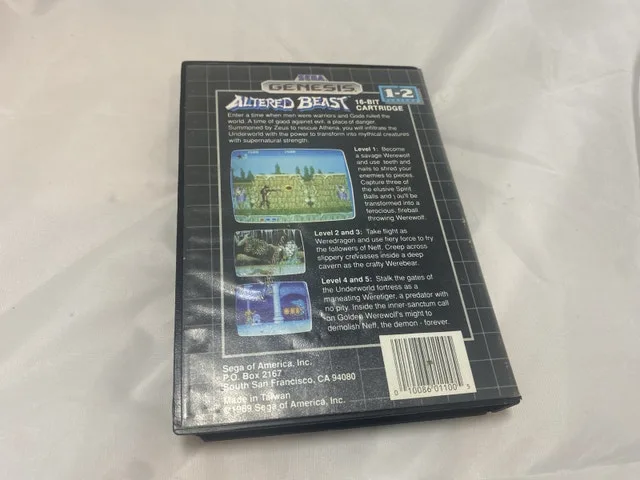 SEGA
GENESIS
ALTERED BEAST
16-BIT
CARTRIDGE
1-2
Enter a time when men were warriors and Gods ruled the
world. A time of good against evil, a place of danger.
Summoned by Zeus to rescue Athena, you will infiltrate the
Underworld with the power to transform into mythical creatures
with supernatural strength.
Level 1: Become
a savage Werewolf
and use teeth and
nails to shred your
enemies to pieces.
Capture three of
the elusive Spirit
Balls and you'll be
transformed into a
ferocious, fireball
throwing Werewolf.
Level 2 and 3: Take flight as
Weredragon and use fiery force to try
the followers of Neff. Creep across
slippery crevasses inside a deep
cavern as the crafty Werebear.
Level 4 and 5: Stalk the gates of
the Underworld fortress as a
maneating Weretiger, a predator with
no pity. Inside the inner-sanctum call
on Golden Werewolf's might to
demolish Neff, the demon - forever.
Sega of America, Inc.
P.O. Box 2167
South San Francisco, CA 94080
Made in Taiwan
©1989 Sega of America, Inc.
0 10086 01100 3